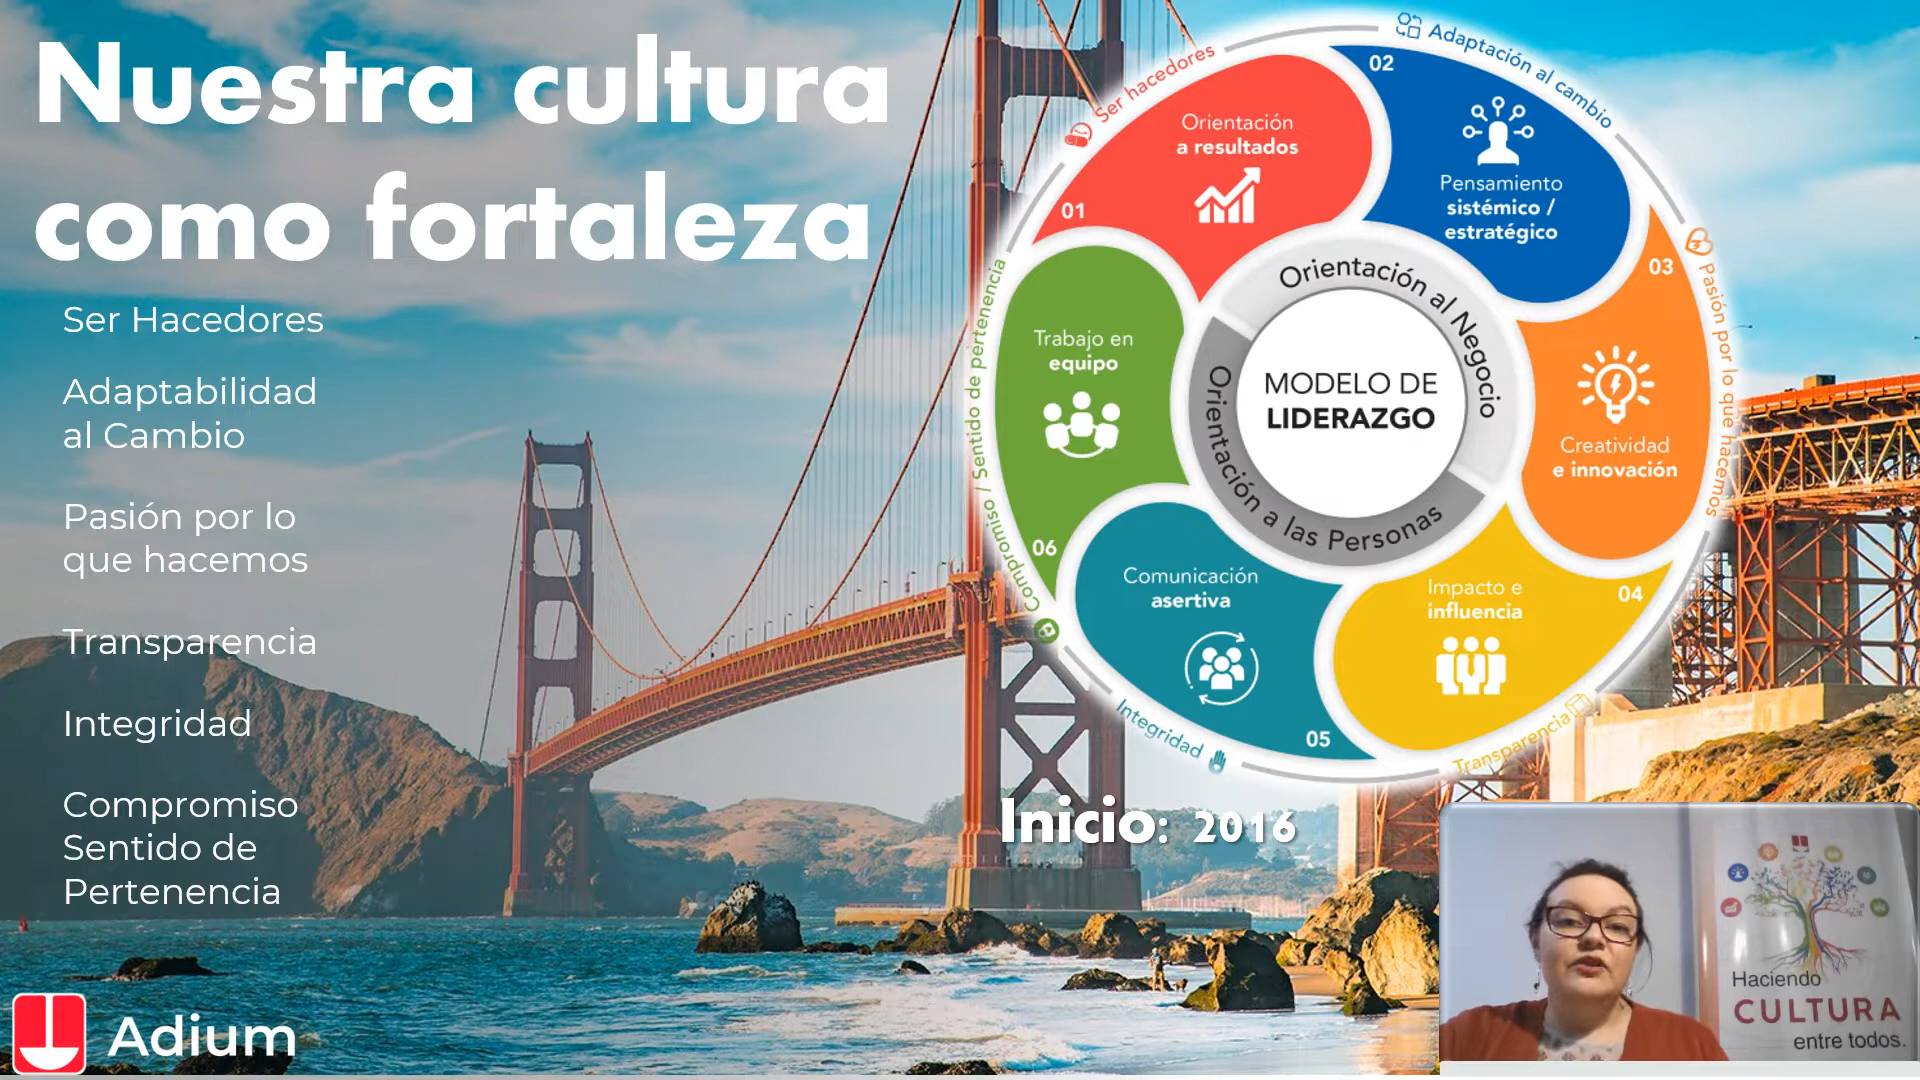 Nuestra cultura
como fortaleza
Ser Hacedores
Adaptabilidad
al Cambio
Pasión por lo
que hacemos
Transparencia
Integridad
Compromiso
Sentido de
Pertenencia
Adium
Ser hacedores
Adaptación al cambio
Pasión por lo que hacemos
Transparencia
Integridad
Compromiso / Sentido de pertenencia
01
Orientación
a resultados
02
Pensamiento
sistémico /
estratégico
03
Creatividad
e innovación
04
Impacto e
influencia
05
Comunicación
asertiva
06
Trabajo en
equipo
Orientación al Negocio
Orientación a las Personas
MODELO DE
LIDERAZGO
Inicio: 2016
Haciendo
CULTURA
entre todos.